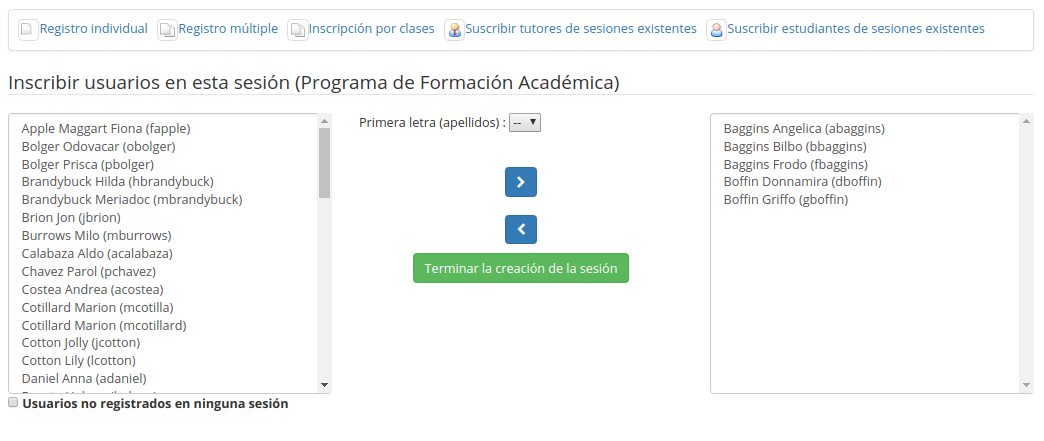 Registro individual Registro múltiple Inscripción por clases Suscribir tutores de sesiones existentes Suscribir estudiantes de sesiones existentes
Inscribir usuarios en esta sesión (Programa de Formación Académica)
Apple Maggart Fiona (fapple)
Bolger Odovacar (obolger)
Bolger Prisca (pbolger)
Brandybuck Hilda (hbrandybuck)
Brandybuck Meriadoc (mbrandybuck)
Brion Jon (jbrion)
Burrows Milo (mburrows)
Calabaza Aldo (acalabaza)
Chavez Parol (pchavez)
Costea Andrea (acostea)
Cotillard Marion (mcotilla)
Cotillard Marion (mcotillard)
Cotton Jolly (jcotton)
Cotton Lily (lcotton)
Daniel Anna (adaniel)
Usuarios no registrados en ninguna sesión
Primera letra (apellidos) : --
Terminar la creación de la sesión
Baggins Angelica (abaggins)
Baggins Bilbo (bbaggins)
Baggins Frodo (fbaggins)
Boffin Donnamira (dboffin)
Boffin Griffo (gboffin)